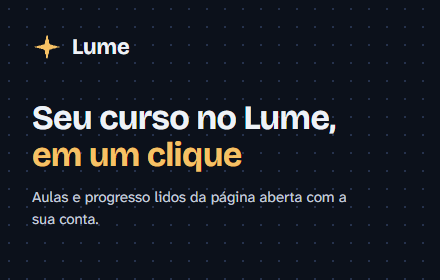 Lume
Seu curso no Lume,
em um clique
Aulas e progresso lidos da página aberta com a
sua conta.